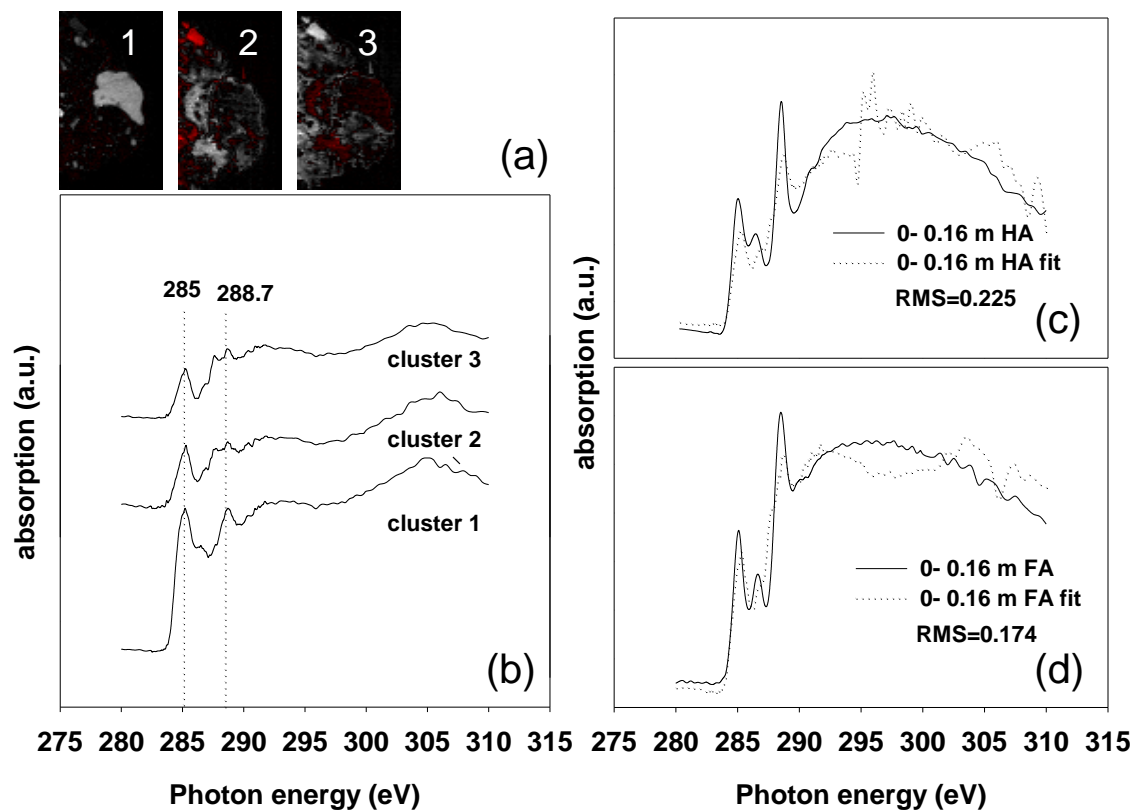 1 2 3
(a)
285 288.7
cluster 3
cluster 2
cluster 1
(b)
absorption (a.u.)
275 280 285 290 295 300 305 310 315
Photon energy (eV)
0- 0.16 m HA
0- 0.16 m HA fit
RMS=0.225
(c)
0- 0.16 m FA
0- 0.16 m FA fit
RMS=0.174
(d)
absorption (a.u.)
275 280 285 290 295 300 305 310 315
Photon energy (eV)